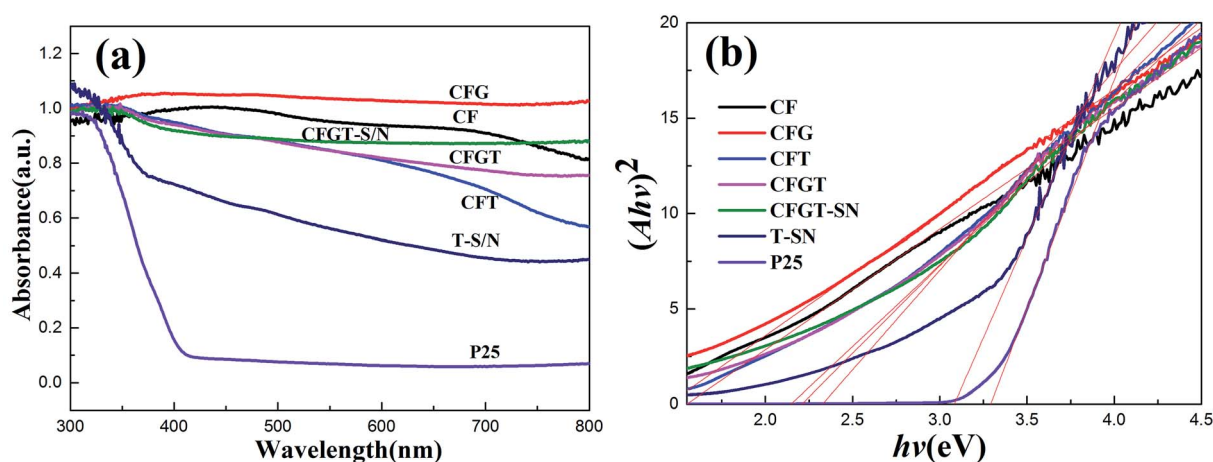 (a)
1.2
1.0
0.8
0.6
0.4
0.2
0.0
Absorbance(a.u.)
CFG
CF
CFGT-S/N
CFGT
CFT
T-S/N
P25
300 400 500 600 700 800
Wavelength(nm)
(b)
20
15
10
5
0
(Ahν)2
CF
CFG
CFT
CFGT
CFGT-SN
T-SN
P25
2.0 2.5 3.0 3.5 4.0 4.5
hν(eV)